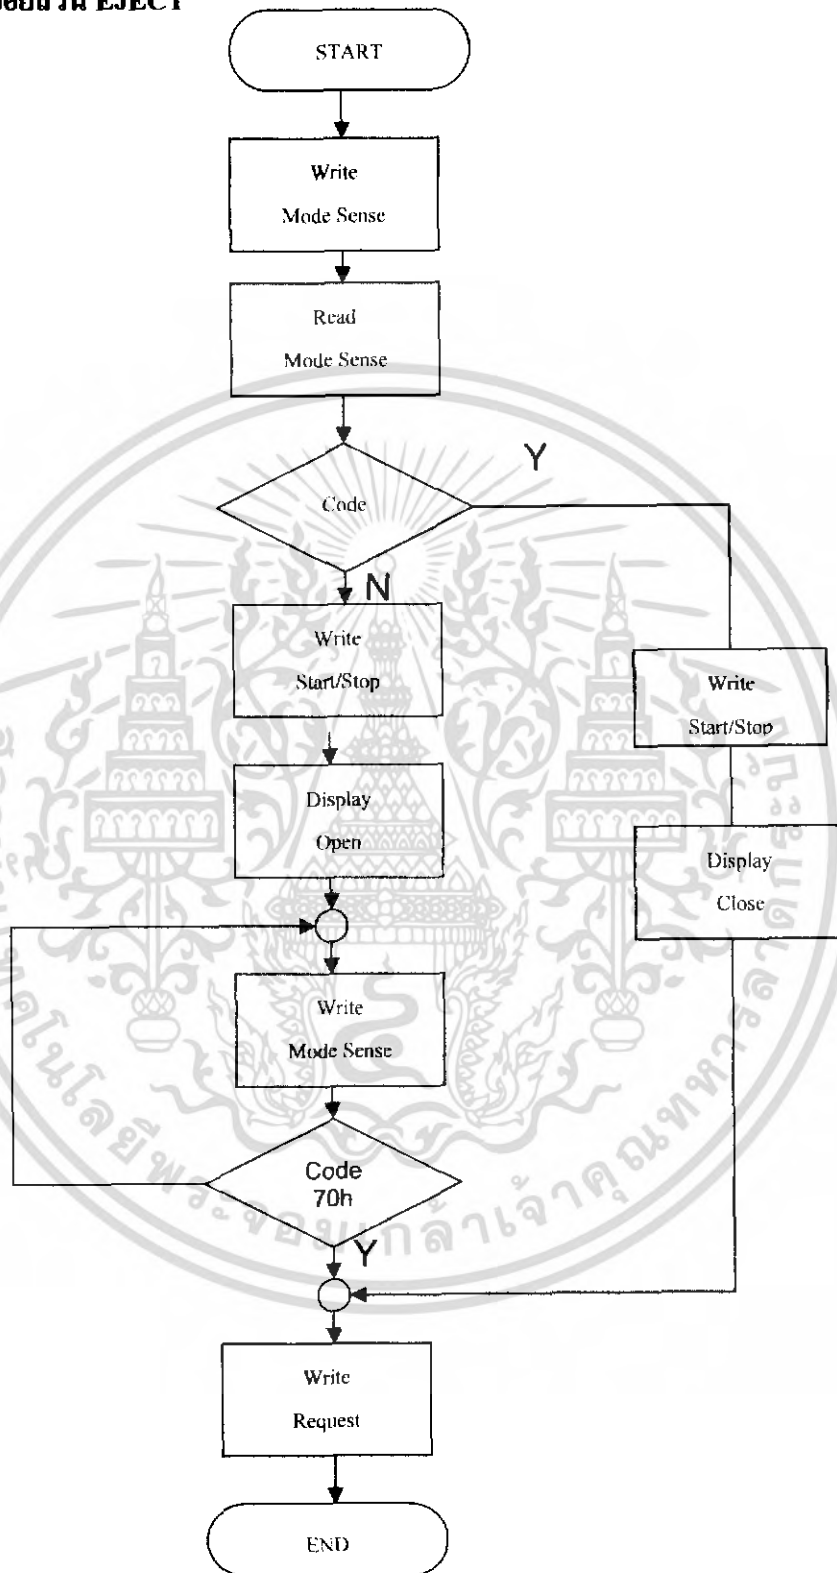 EJECT
START
Write
Mode Sense
Read
Mode Sense
Y
Code
N
Write
Start/Stop
Write
Start/Stop
Display
Open
Display
Close
Write
Mode Sense
Code
70h
Y
Write
Request
END